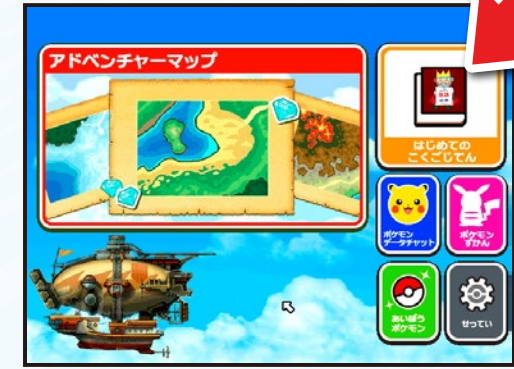 アドベンチャーマップ
はじめての
こくごじてん
ポケモン
データチャット
ポケモン
ずかん
あいぼう
ポケモン
せってい